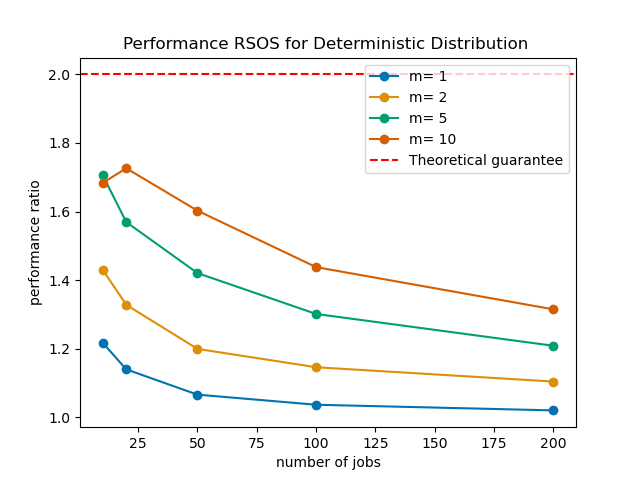 Performance RSOS for Deterministic Distribution
performance ratio
2.0
1.8
1.6
1.4
1.2
1.0
m= 1
m= 2
m= 5
m= 10
Theoretical guarantee
25 50 75 100 125 150 175 200
number of jobs